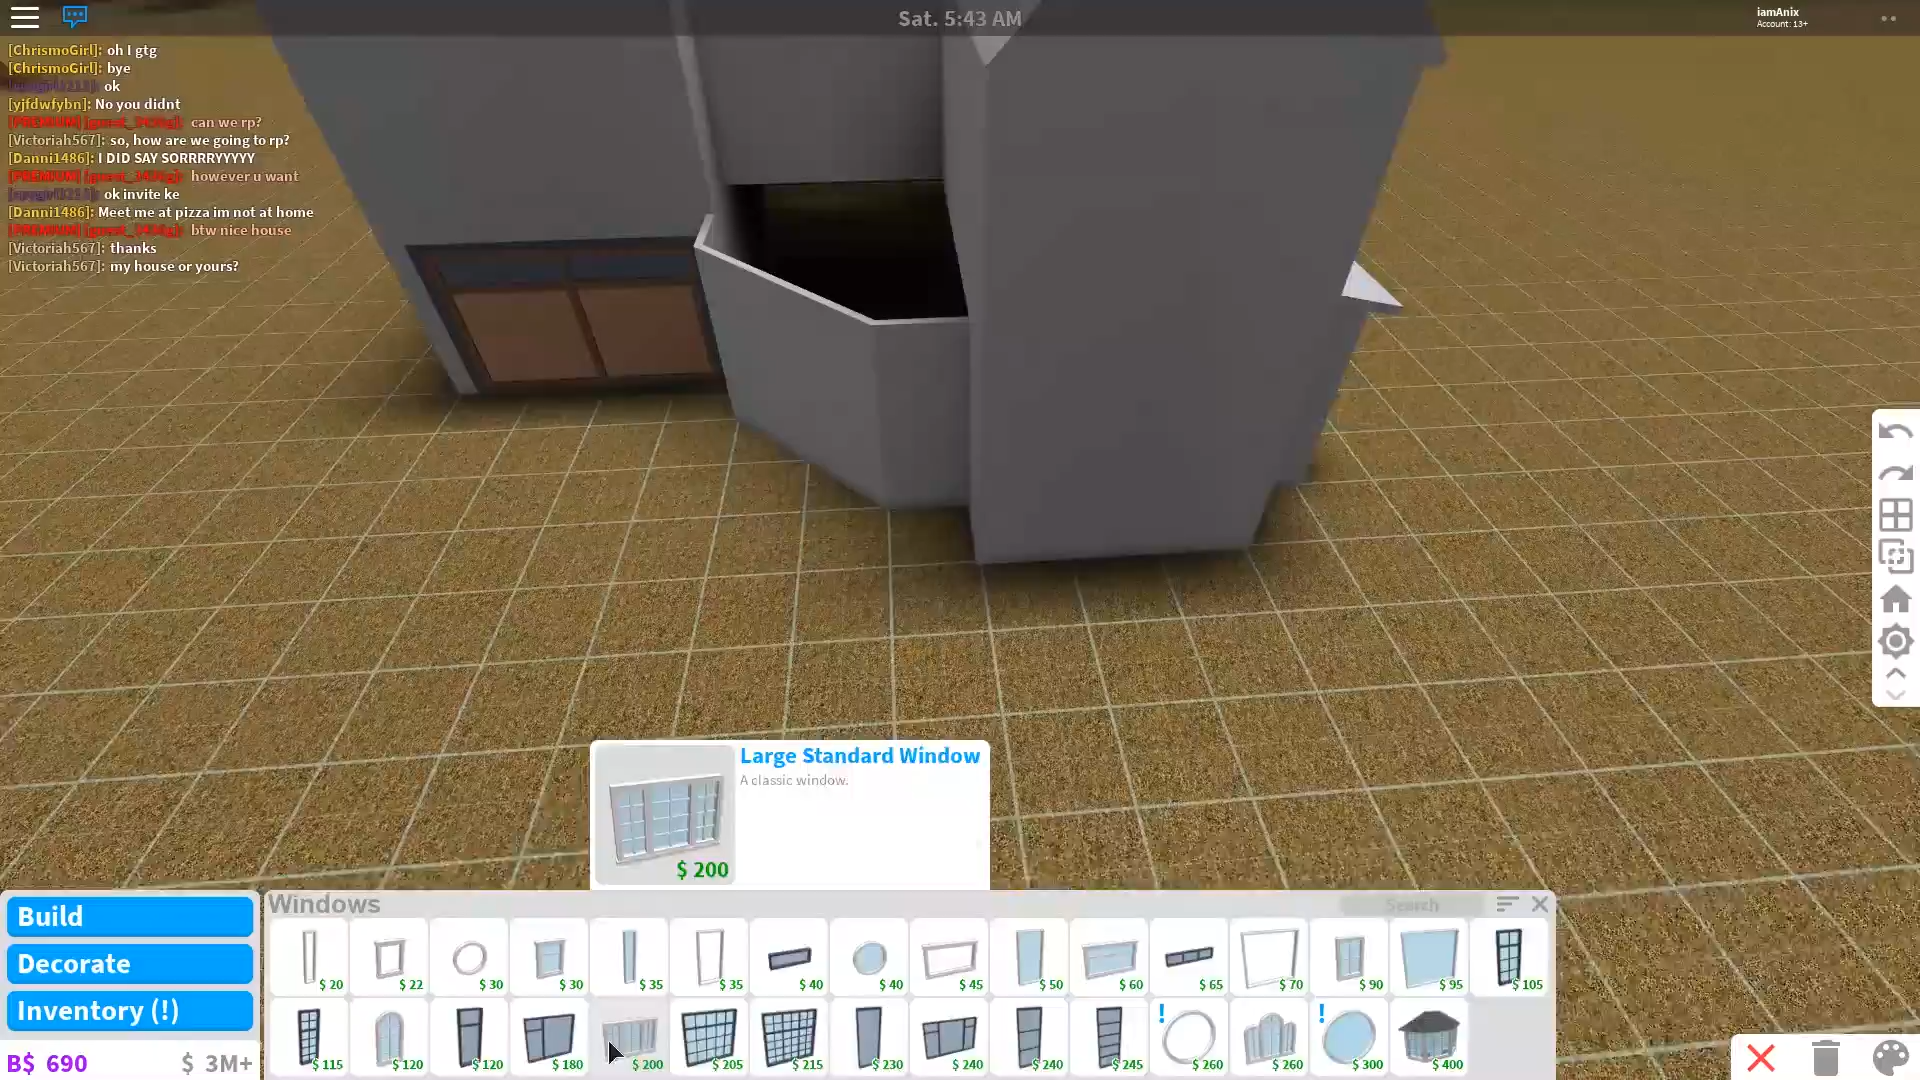 Sat. 5:43 AM
iamAnix
Account: 13+
[ChrismoGirl]: oh I gtg
[ChrismoGirl]: bye
ok
[yjfdwfybn]: No you didnt
[PREMIUM] can we rp?
[Victoriah567]: so, how are we going to rp?
[Danni1486]: I DID SAY SORRRRYYYYY
[PREMIUM] however u want
ok invite ke
[Danni1486]: Meet me at pizza im not at home
[PREMIUM] btw nice house
[Victoriah567]: thanks
[Victoriah567]: my house or yours?
Large Standard Window
A classic window.
$ 200
Build
Decorate
Inventory (!)
B$ 690 $ 3M+
Windows
Search
$ 20 $ 22 $ 30 $ 30 $ 35 $ 35 $ 40 $ 40 $ 45 $ 50 $ 60 $ 65 $ 70 $ 90 $ 95 $ 105
! !
$ 115 $ 120 $ 120 $ 180 $ 200 $ 205 $ 215 $ 230 $ 240 $ 240 $ 245 $ 260 $ 260 $ 300 $ 400